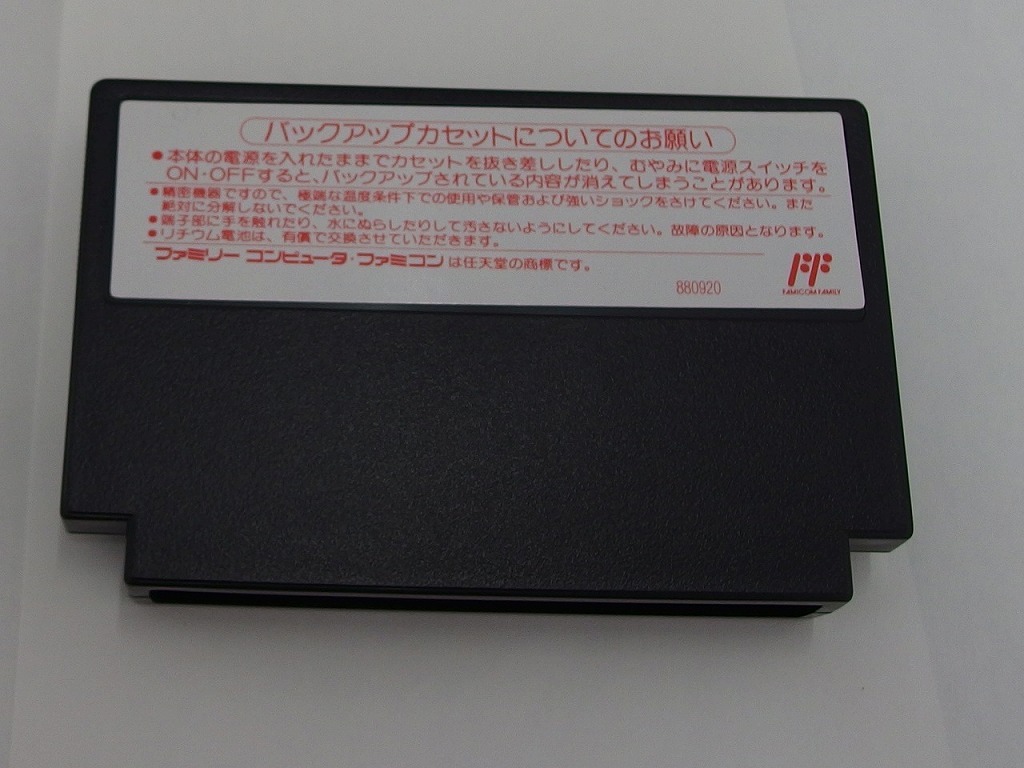 バックアップカセットについてのお願い
●本体の電源を入れたままでカセットを抜き差ししたり、むやみに電源スイッチを
ON・OFFすると、バックアップされている内容が消えてしまうことがあります。
●精密機器ですので、極端な温度条件下での使用や保管および強いショックをさけてください。また
絶対に分解しないでください。
●端子部に手を触れたり、水にぬらしたりして汚さないようにしてください。故障の原因となります。
●リチウム電池は、有償で交換させていただきます。
ファミリー コンピュータ・ファミコンは任天堂の商標です。
880920
FAMICOM FAMILY